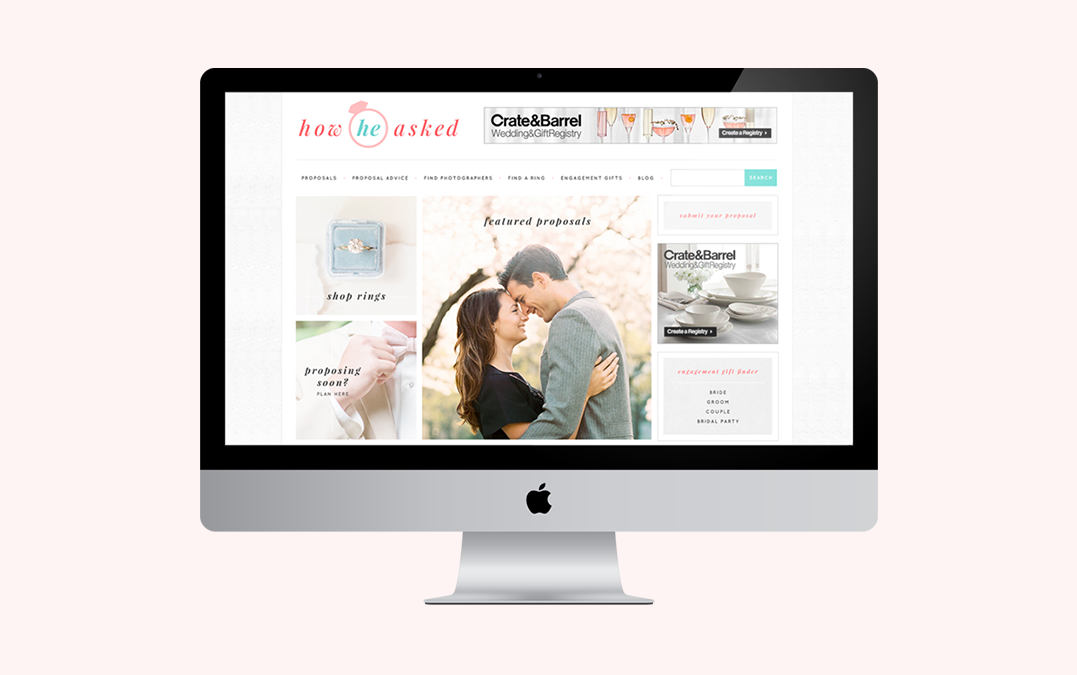 how he asked
Crate&Barrel
Wedding&GiftRegistry
Create a Registry
PROPOSALS
PROPOSAL ADVICE
FIND PHOTOGRAPHERS
FIND A RING
ENGAGEMENT GIFTS
BLOG
SEARCH
shop rings
proposing
soon?
PLAN HERE
featured proposals
submit your proposal
Crate&Barrel
Wedding&GiftRegistry
Create a Registry
engagement gift finder
BRIDE
GROOM
COUPLE
BRIDAL PARTY